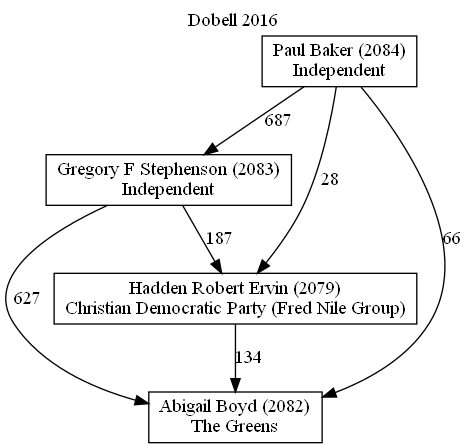 Dobell 2016
Paul Baker (2084)
Independent
687
Gregory F Stephenson (2083)
Independent
28
66
187
627
Hadden Robert Ervin (2079)
Christian Democratic Party (Fred Nile Group)
134
Abigail Boyd (2082)
The Greens